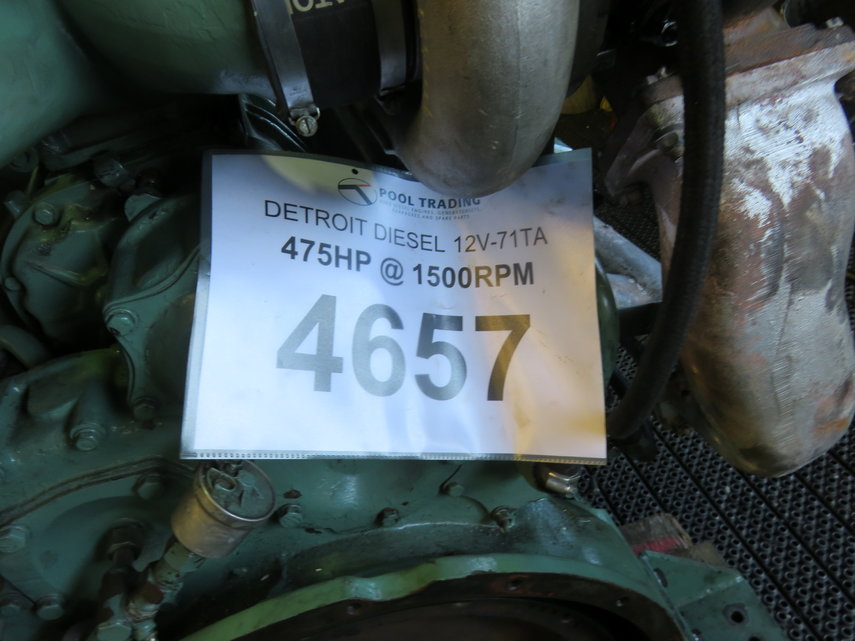 POOL TRADING
DETROIT DIESEL 12V-71TA
475HP @ 1500RPM
4657